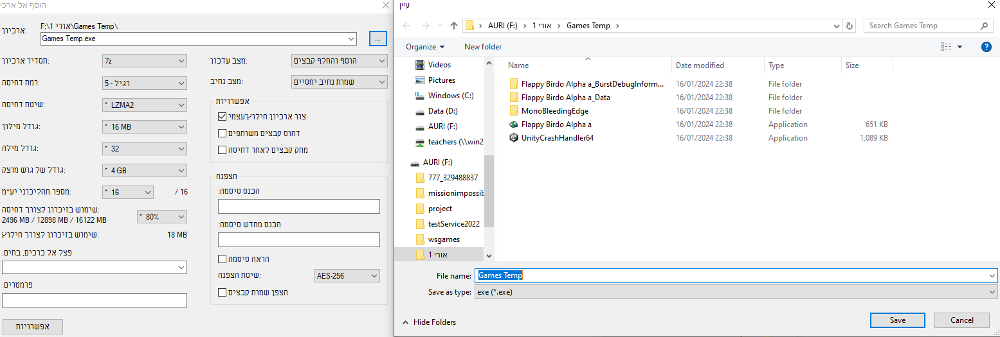 הוסף אל ארכי
ארכיון:
F:\אורי 1\Games Temp\
Games Temp.exe
...
תסדיר ארכיון:
7z
רמת דחיסה:
5 - רגיל
שיטת דחיסה:
* LZMA2
גודל מילון:
* 16 MB
גודל מילה:
* 32
גודל של גוש מוצק:
* 4 GB
מספר תהליכוני יע״מ:
* 16
/ 16
שימוש בזיכרון לצורך דחיסה:
2496 MB / 12898 MB / 16122 MB
* 80%
שימוש בזיכרון לצורך חילוץ:
18 MB
פצל אל כרכים, בתים:
פרמטרים:
אפשרויות
מצב עדכון:
הוסף והחלף קבצים
מצב נתיב:
שמות נתיב יחסיים
אפשרויות
צור ארכיון חילוץ־עצמי
דחוס קבצים משותפים
מחק קבצים לאחר דחיסה
הצפנה
הכנס סיסמה:
הכנס מחדש סיסמה:
הראה סיסמה
שיטת הצפנה:
AES-256
הצפן שמות קבצים
עיין
AURI (F:)
אורי 1
Games Temp
Search Games Temp
Organize
New folder
Videos
Pictures
Windows (C:)
Data (D:)
AURI (F:)
teachers (\\win2
AURI (F:)
777_329488837
missionimpossib
project
testService2022
wsgames
אורי 1
Name Date modified Type Size
Flappy Birdo Alpha a_BurstDebugInform... 16/01/2024 22:38 File folder
Flappy Birdo Alpha a_Data 16/01/2024 22:38 File folder
MonoBleedingEdge 16/01/2024 22:38 File folder
Flappy Birdo Alpha a 16/01/2024 22:38 Application 651 KB
UnityCrashHandler64 16/01/2024 22:38 Application 1,089 KB
File name: Games Temp
Save as type: exe (*.exe)
Hide Folders
Save
Cancel